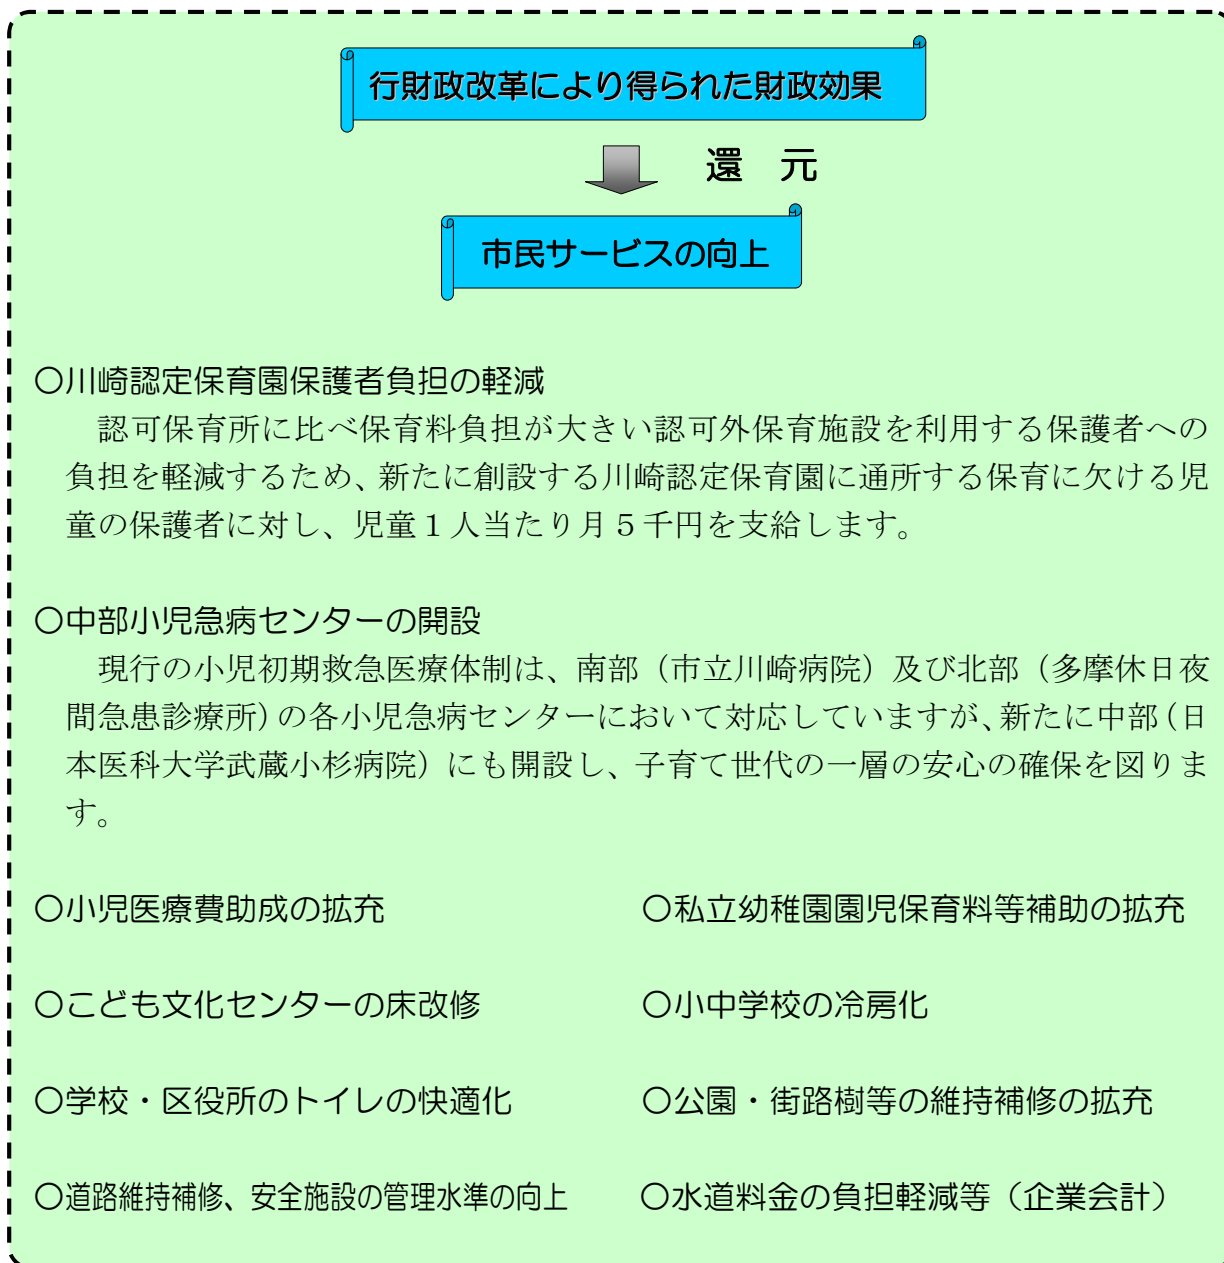 行財政改革により得られた財政効果
還　元
市民サービスの向上
〇川崎認定保育園保護者負担の軽減
認可保育所に比べ保育料負担が大きい認可外保育施設を利用する保護者への
負担を軽減するため、新たに創設する川崎認定保育園に通所する保育に欠ける児
童の保護者に対し、児童１人当たり月５千円を支給します。
〇中部小児急病センターの開設
現行の小児初期救急医療体制は、南部（市立川崎病院）及び北部（多摩休日夜
間急患診療所）の各小児急病センターにおいて対応していますが、新たに中部（日
本医科大学武蔵小杉病院）にも開設し、子育て世代の一層の安心の確保を図りま
す。
〇小児医療費助成の拡充　〇私立幼稚園園児保育料等補助の拡充
〇こども文化センターの床改修　〇小中学校の冷房化
〇学校・区役所のトイレの快適化　〇公園・街路樹等の維持補修の拡充
〇道路維持補修、安全施設の管理水準の向上　〇水道料金の負担軽減等（企業会計）